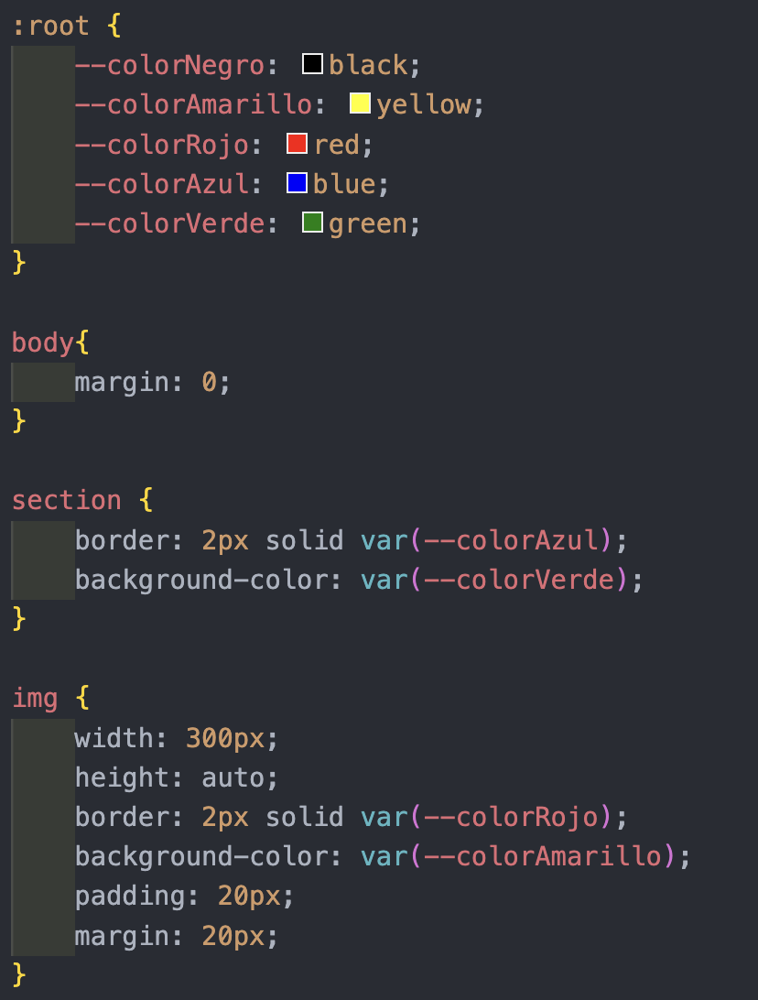 :root {
    --colorNegro: black;
    --colorAmarillo: yellow;
    --colorRojo: red;
    --colorAzul: blue;
    --colorVerde: green;
}

body{
    margin: 0;
}

section {
    border: 2px solid var(--colorAzul);
    background-color: var(--colorVerde);
}

img {
    width: 300px;
    height: auto;
    border: 2px solid var(--colorRojo);
    background-color: var(--colorAmarillo);
    padding: 20px;
    margin: 20px;
}